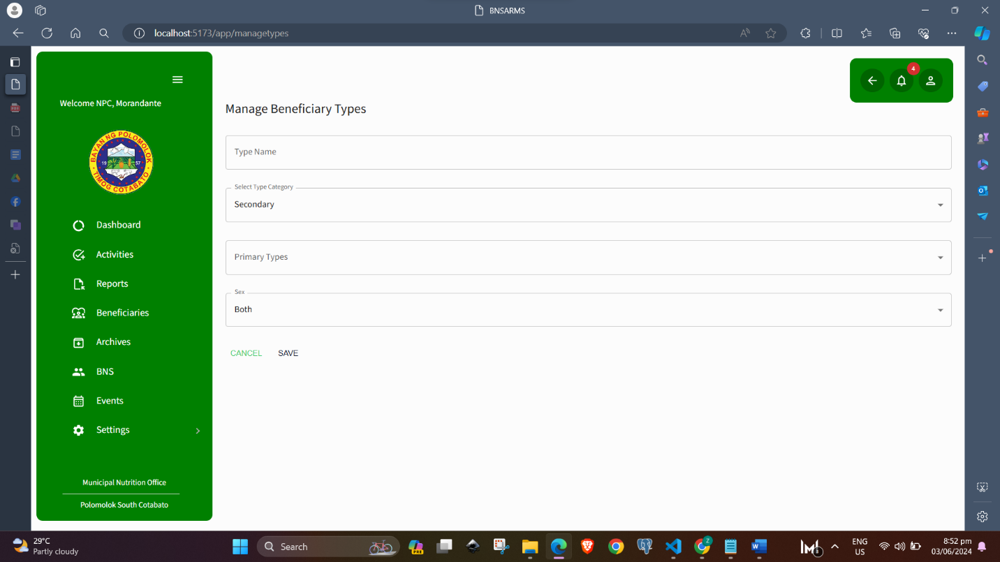 BNSARMS
localhost:5173/app/managetypes
4
Welcome NPC, Morandante
Manage Beneficiary Types
BAYAN NG POLOMOLOK
19 57
TIMOG COTABATO
Type Name
Select Type Category
Secondary
Primary Types
Sex
Both
CANCEL SAVE
Dashboard
Activities
Reports
Beneficiaries
Archives
BNS
Events
Settings
Municipal Nutrition Office
Polomolok South Cotabato
29°C
Partly cloudy
Search
PRE
Z
ENG
US
8:52 pm
03/06/2024